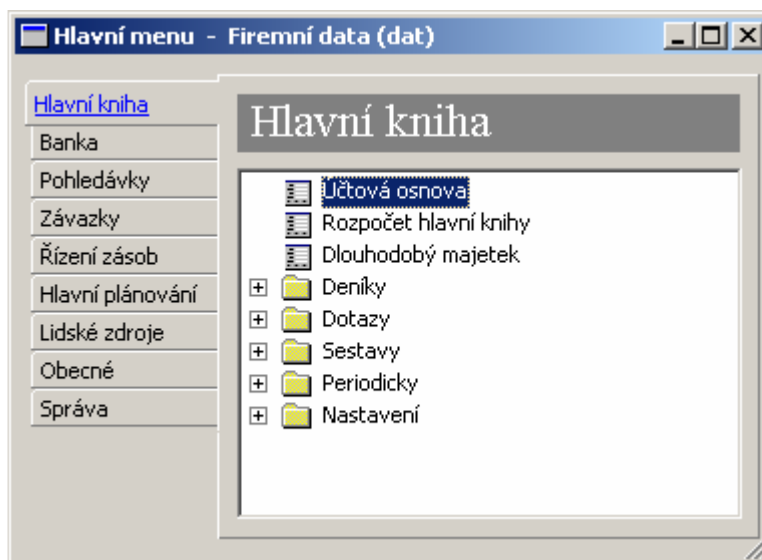 Hlavní menu - Firemní data (dat)
Hlavní kniha
Banka
Pohledávky
Závazky
Řízení zásob
Hlavní plánování
Lidské zdroje
Obecné
Správa
Hlavní kniha
Účtová osnova
Rozpočet hlavní knihy
Dlouhodobý majetek
Deníky
Dotazy
Sestavy
Periodicky
Nastavení